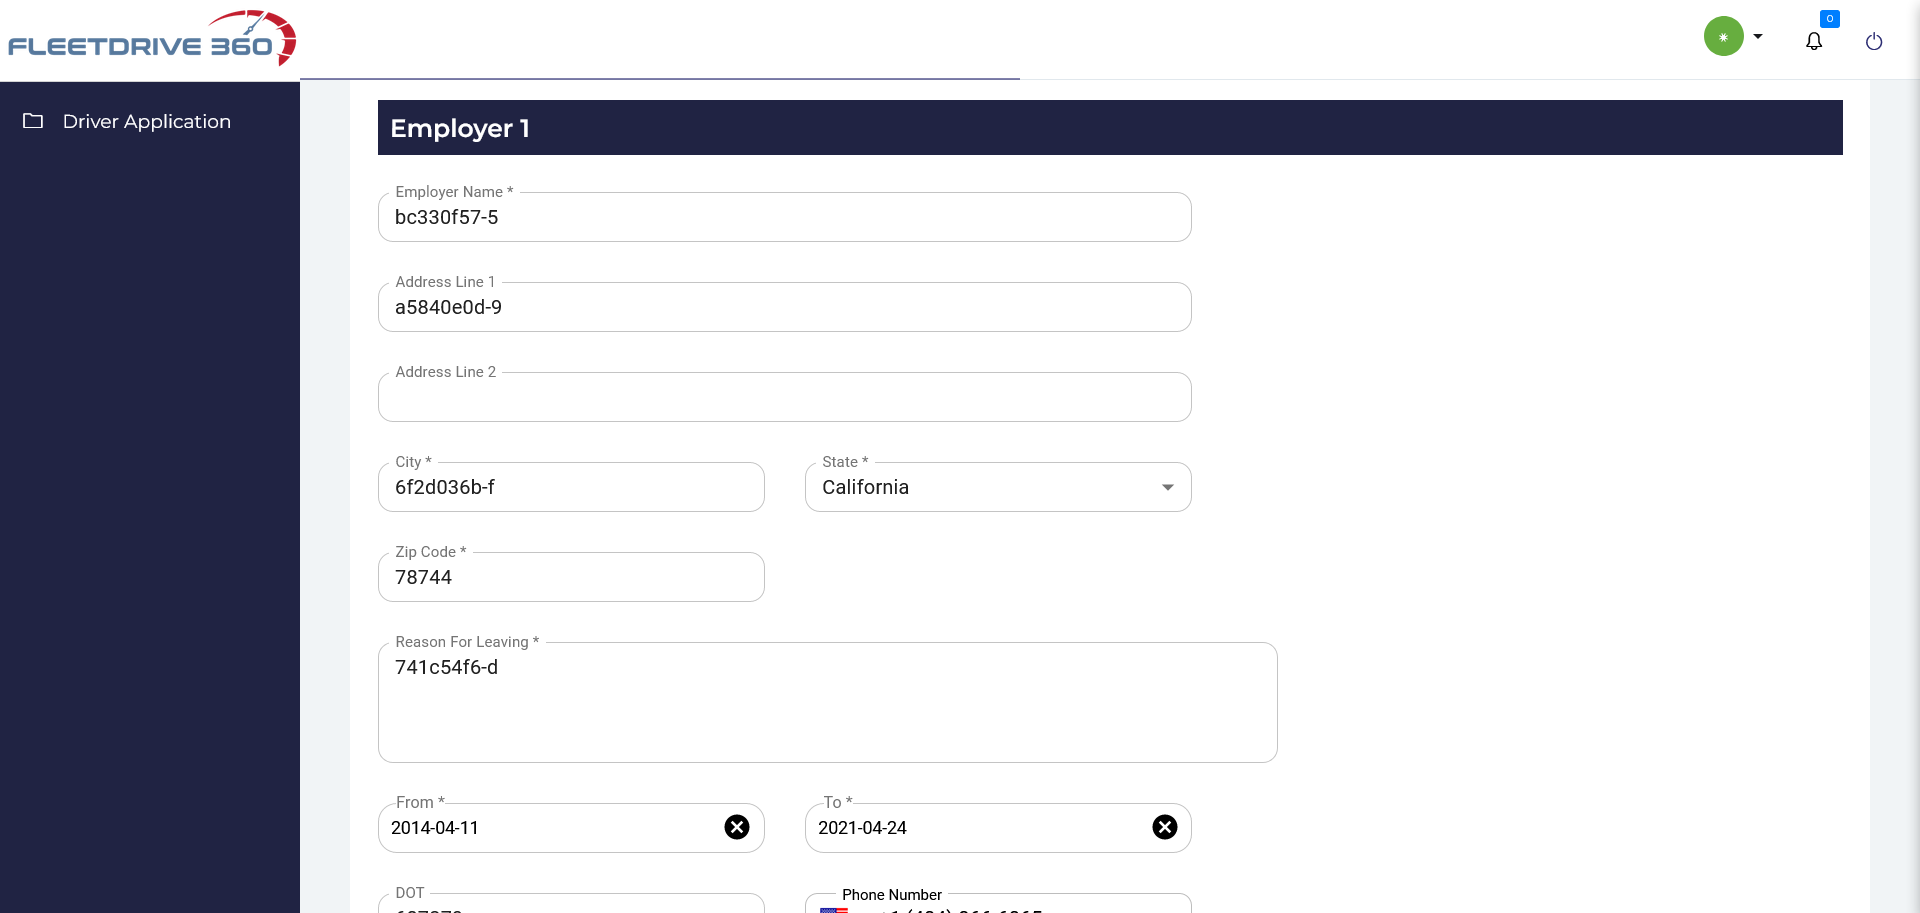 FLEETDRIVE 360
0
Driver Application
Employer 1
Employer Name *
bc330f57-5
Address Line 1
a5840e0d-9
Address Line 2
City *
6f2d036b-f
State *
California
Zip Code *
78744
Reason For Leaving *
741c54f6-d
From *
2014-04-11
To *
2021-04-24
DOT
Phone Number